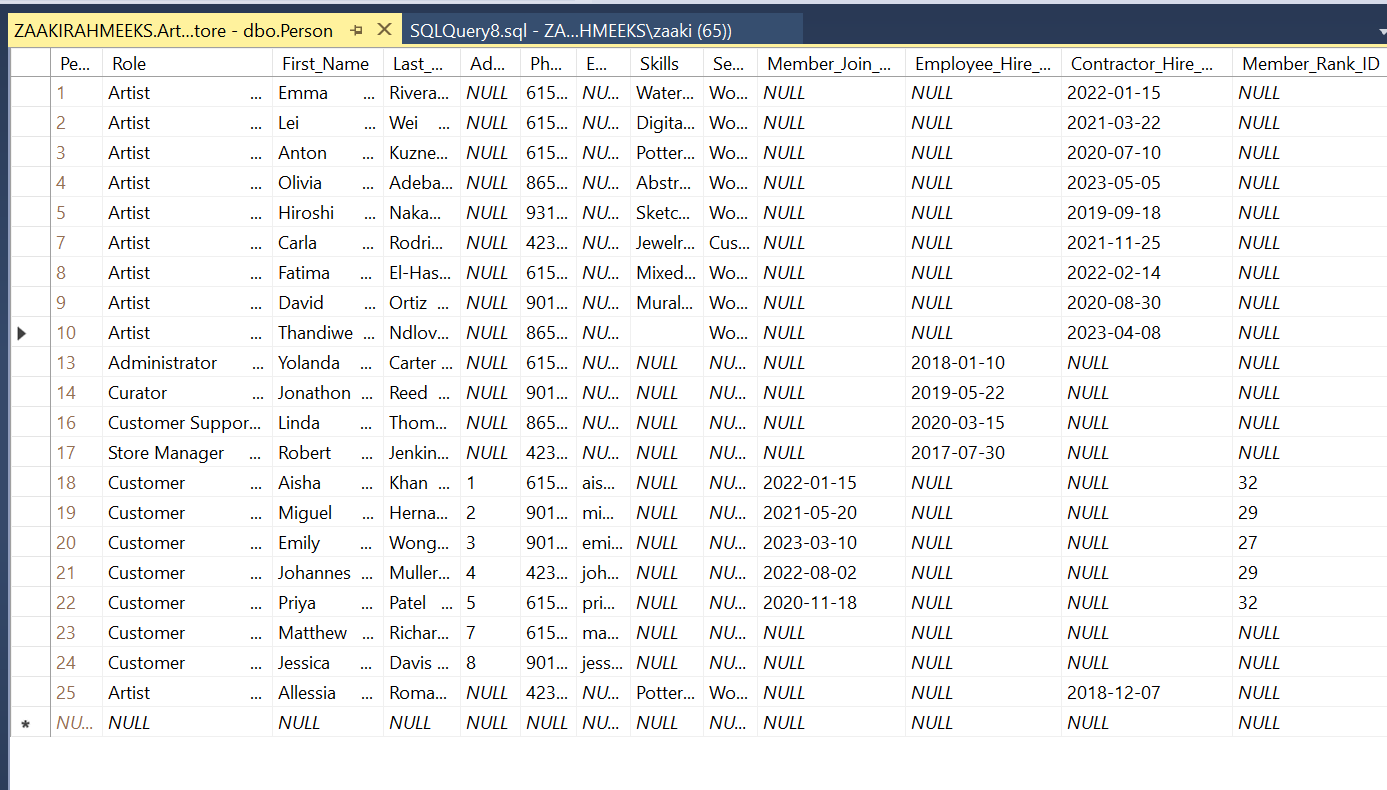 ZAAKIRAHMEEKS.Art...tore - dbo.Person SQLQuery8.sql - ZA...HMEEKS\zaaki (65))
Pe... Role First_Name Last_... Ad... Ph... E... Skills Se... Member_Join_... Employee_Hire_... Contractor_Hire_... Member_Rank_ID
1 Artist ... Emma ... Rivera... NULL 615... NU... Water... Wo... NULL NULL 2022-01-15 NULL
2 Artist ... Lei ... Wei ... NULL 615... NU... Digita... Wo... NULL NULL 2021-03-22 NULL
3 Artist ... Anton ... Kuzne... NULL 615... NU... Potter... Wo... NULL NULL 2020-07-10 NULL
4 Artist ... Olivia ... Adeba... NULL 865... NU... Abstr... Wo... NULL NULL 2023-05-05 NULL
5 Artist ... Hiroshi ... Naka... NULL 931... NU... Sketc... Wo... NULL NULL 2019-09-18 NULL
7 Artist ... Carla ... Rodri... NULL 423... NU... Jewelr... Cus... NULL NULL 2021-11-25 NULL
8 Artist ... Fatima ... El-Has... NULL 615... NU... Mixed... Wo... NULL NULL 2022-02-14 NULL
9 Artist ... David ... Ortiz ... NULL 901... NU... Mural... Wo... NULL NULL 2020-08-30 NULL
10 Artist ... Thandiwe ... Ndlov... NULL 865... NU... Wo... NULL NULL 2023-04-08 NULL
13 Administrator ... Yolanda ... Carter ... NULL 615... NU... NULL NU... NULL 2018-01-10 NULL NULL
14 Curator ... Jonathon ... Reed ... NULL 901... NU... NULL NU... NULL 2019-05-22 NULL NULL
16 Customer Suppor... Linda ... Thom... NULL 865... NU... NULL NU... NULL 2020-03-15 NULL NULL
17 Store Manager ... Robert ... Jenkin... NULL 423... NU... NULL NU... NULL 2017-07-30 NULL NULL
18 Customer ... Aisha ... Khan ... 1 615... ais... NULL NU... 2022-01-15 NULL NULL 32
19 Customer ... Miguel ... Herna... 2 901... mi... NULL NU... 2021-05-20 NULL NULL 29
20 Customer ... Emily ... Wong... 3 901... emi... NULL NU... 2023-03-10 NULL NULL 27
21 Customer ... Johannes ... Muller... 4 423... joh... NULL NU... 2022-08-02 NULL NULL 29
22 Customer ... Priya ... Patel ... 5 615... pri... NULL NU... 2020-11-18 NULL NULL 32
23 Customer ... Matthew ... Richar... 7 615... ma... NULL NU... NULL NULL NULL NULL
24 Customer ... Jessica ... Davis ... 8 901... jess... NULL NU... NULL NULL NULL NULL
25 Artist ... Allessia ... Roma... NULL 423... NU... Potter... Wo... NULL NULL 2018-12-07 NULL
* NU... NULL NULL NULL NULL NULL NU... NULL NU... NULL NULL NULL NULL